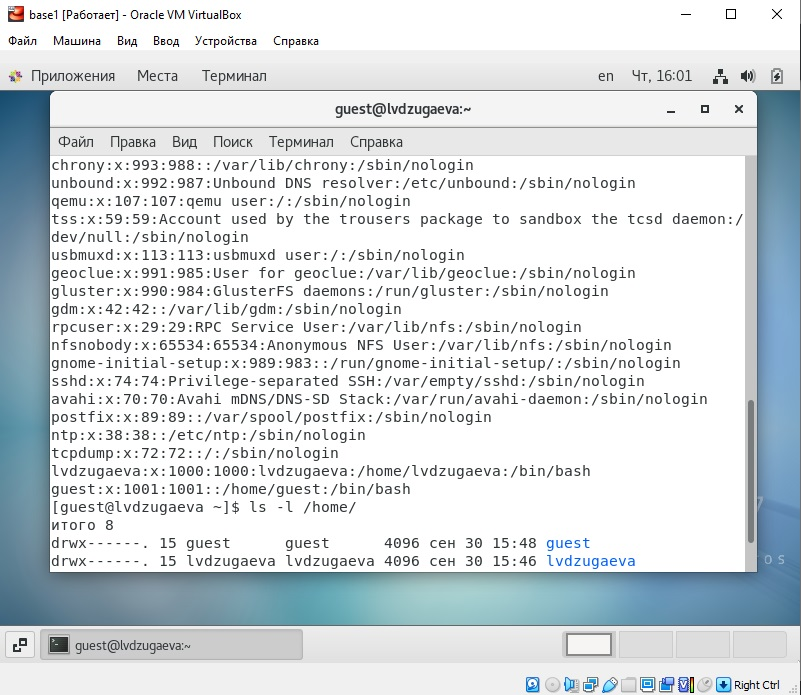 base1 [Работает] - Oracle VM VirtualBox
Файл Машина Вид Ввод Устройства Справка
Приложения Места Терминал en Чт, 16:01
guest@lvdzugaeva:~
Файл Правка Вид Поиск Терминал Справка
chrony:x:993:988::/var/lib/chrony:/sbin/nologin
unbound:x:992:987:Unbound DNS resolver:/etc/unbound:/sbin/nologin
qemu:x:107:107:qemu user:/:/sbin/nologin
tss:x:59:59:Account used by the trousers package to sandbox the tcsd daemon:/
dev/null:/sbin/nologin
usbmuxd:x:113:113:usbmuxd user:/:/sbin/nologin
geoclue:x:991:985:User for geoclue:/var/lib/geoclue:/sbin/nologin
gluster:x:990:984:GlusterFS daemons:/run/gluster:/sbin/nologin
gdm:x:42:42::/var/lib/gdm:/sbin/nologin
rpcuser:x:29:29:RPC Service User:/var/lib/nfs:/sbin/nologin
nfsnobody:x:65534:65534:Anonymous NFS User:/var/lib/nfs:/sbin/nologin
gnome-initial-setup:x:989:983::/run/gnome-initial-setup/:/sbin/nologin
sshd:x:74:74:Privilege-separated SSH:/var/empty/sshd:/sbin/nologin
avahi:x:70:70:Avahi mDNS/DNS-SD Stack:/var/run/avahi-daemon:/sbin/nologin
postfix:x:89:89::/var/spool/postfix:/sbin/nologin
ntp:x:38:38::/etc/ntp:/sbin/nologin
tcpdump:x:72:72::/:/sbin/nologin
lvdzugaeva:x:1000:1000:lvdzugaeva:/home/lvdzugaeva:/bin/bash
guest:x:1001:1001::/home/guest:/bin/bash
[guest@lvdzugaeva ~]$ ls -l /home/
итого 8
drwx------. 15 guest      guest      4096 сен 30 15:48 guest
drwx------. 15 lvdzugaeva lvdzugaeva 4096 сен 30 15:46 lvdzugaeva
guest@lvdzugaeva:~
Right Ctrl